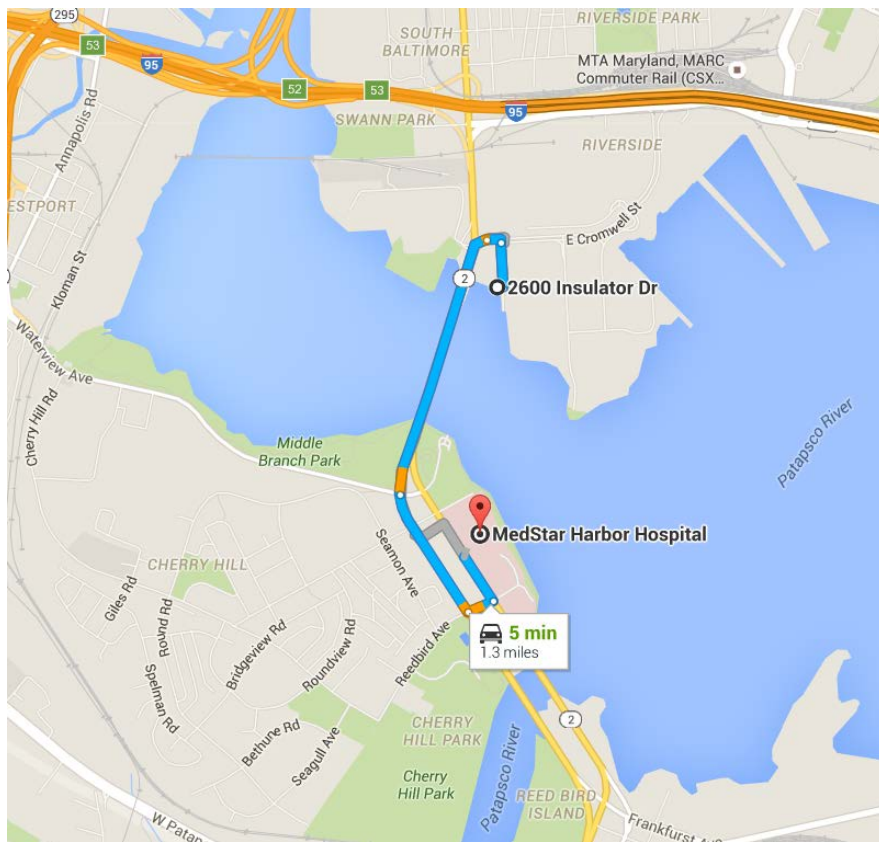 295
53
95
52
53
SOUTH
BALTIMORE
RIVERSIDE PARK
MTA Maryland, MARC
Commuter Rail (CSX...
95
SWANN PARK
RIVERSIDE
Annapolis Rd
ESTPORT
Kloman St
E Cromwell St
2
2600 Insulator Dr
Waterview Ave
Cherry Hill Rd
Middle
Branch Park
Patapsco River
MedStar Harbor Hospital
Seamon Ave
CHERRY HILL
Giles Rd
Round Rd
Spelman Rd
Bridgeview Rd
Roundview Rd
Reedbird Ave
5 min
1.3 miles
Bethune Rd
Seagull Ave
CHERRY
HILL PARK
2
Cherry
Hill Park
Patapsco River
REED BIRD
ISLAND
W Patap
Frankfurst A